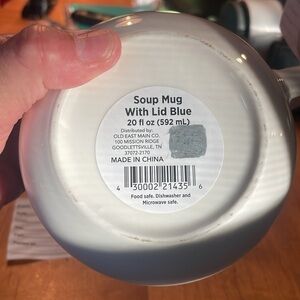 Soup Mug
With Lid Blue
20 fl oz (592 mL)
Distributed by:
OLD EAST MAIN CO.
100 MISSION RIDGE
GOODLETTSVILLE, TN
37072-2170
MADE IN CHINA
4 30002 21435 6
Food safe. Dishwasher and
Microwave safe.